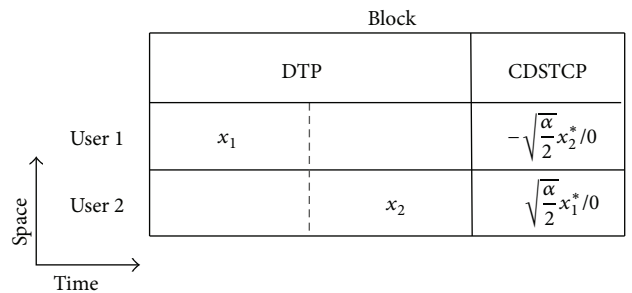 Block
DTP CDSTCP
User 1 x₁ −√(α/2) x₂*/0
User 2 x₂ √(α/2) x₁*/0
Space
Time